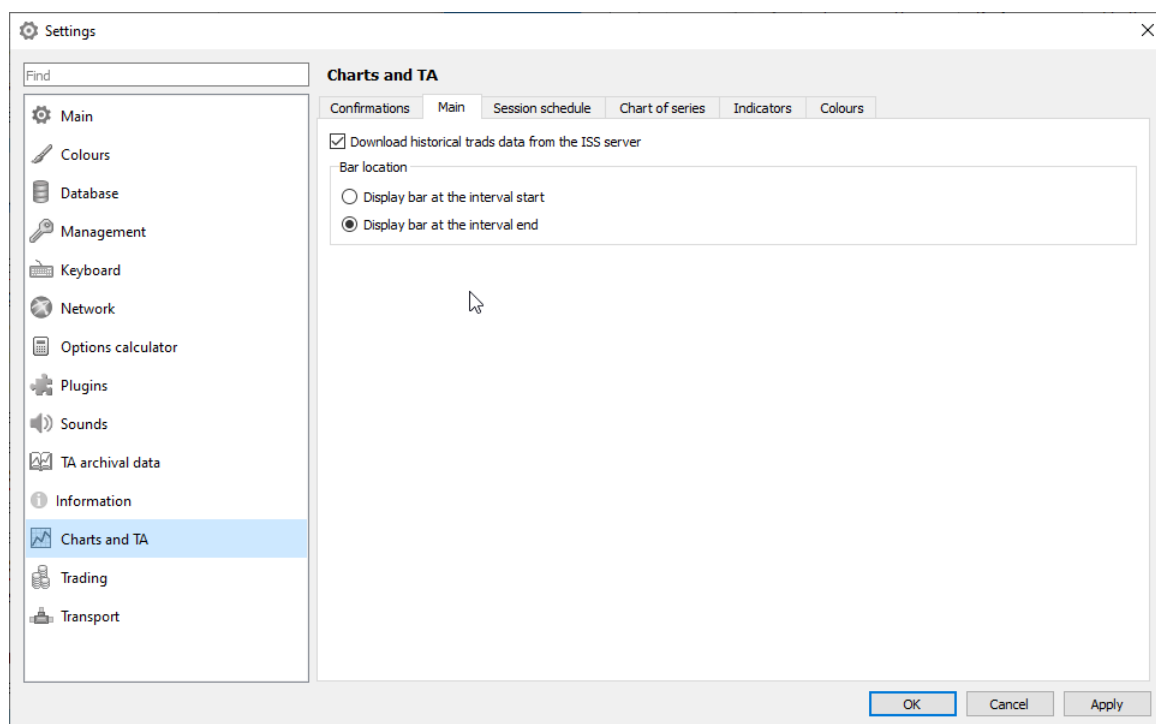 Settings
Find
Main
Colours
Database
Management
Keyboard
Network
Options calculator
Plugins
Sounds
TA archival data
Information
Charts and TA
Trading
Transport
Charts and TA
Confirmations Main Session schedule Chart of series Indicators Colours
Download historical trads data from the ISS server
Bar location
Display bar at the interval start
Display bar at the interval end
OK Cancel Apply